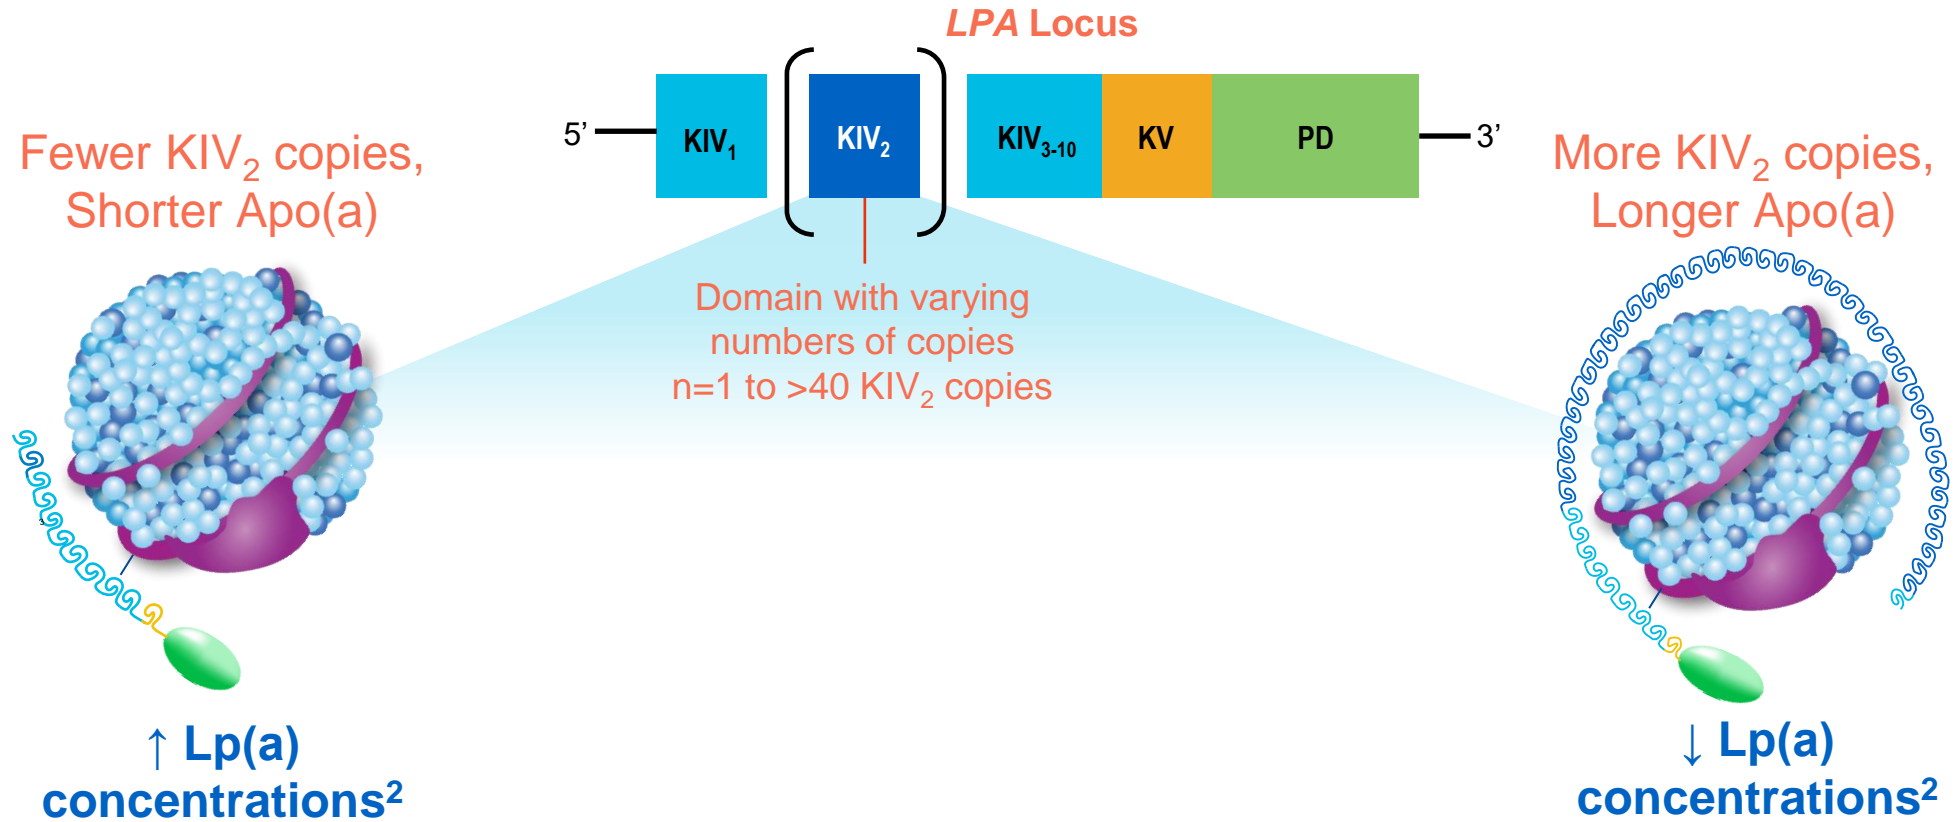 LPA Locus
5’ KIV1 KIV2 KIV3-10 KV PD 3’
Fewer KIV2 copies,
Shorter Apo(a)
Domain with varying
numbers of copies
n=1 to >40 KIV2 copies
More KIV2 copies,
Longer Apo(a)
↑ Lp(a)
concentrations2
↓ Lp(a)
concentrations2